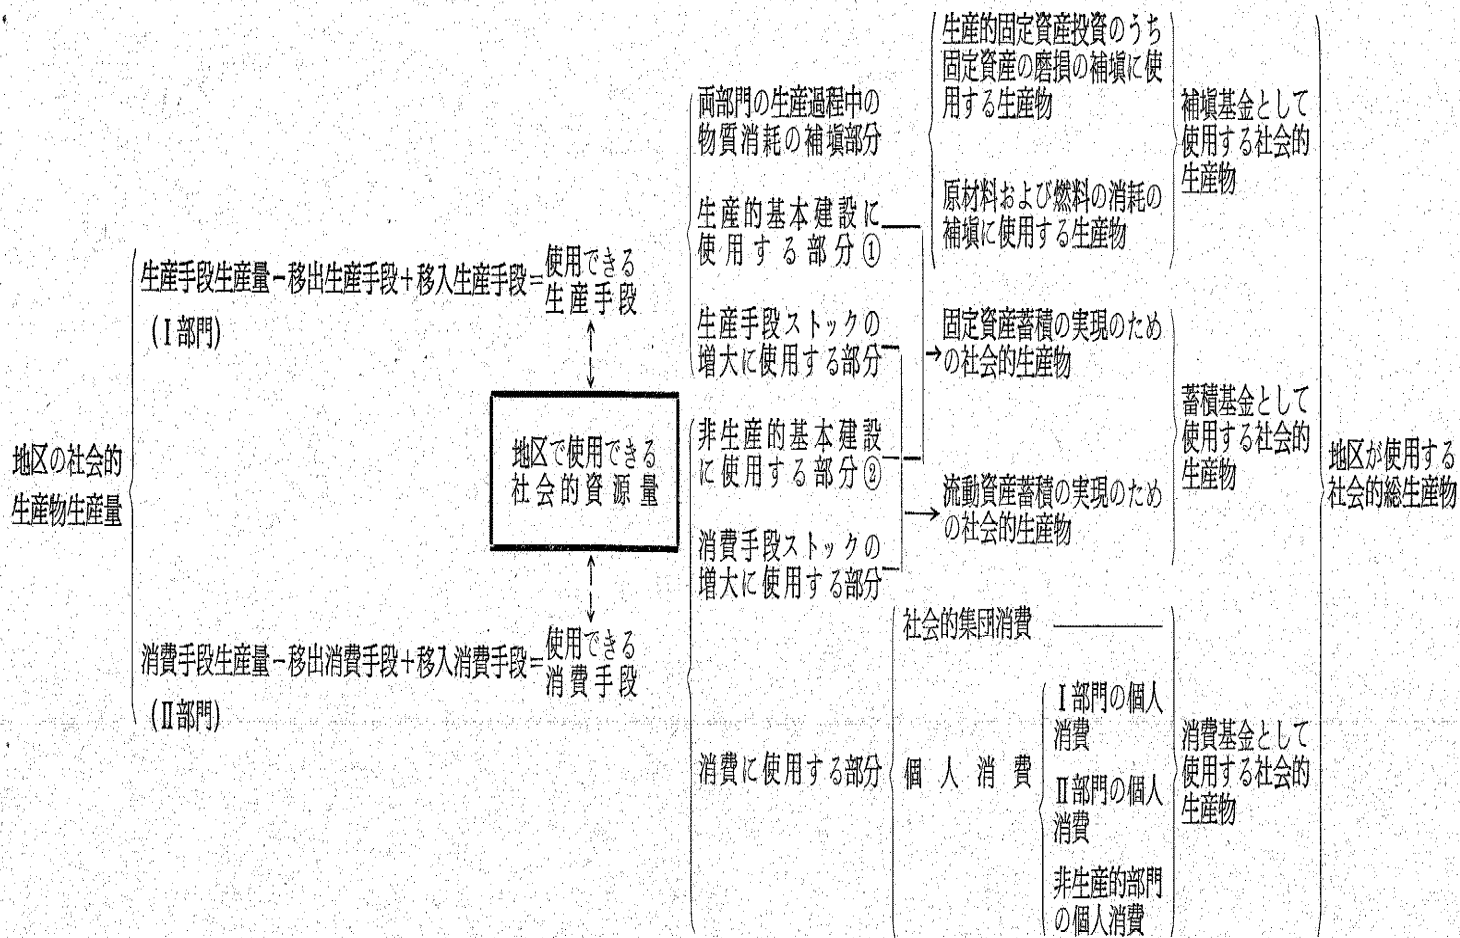 地区の社会的
生産物生産量
生産手段生産量－移出生産手段＋移入生産手段＝
使用できる
生産手段
(Ⅰ部門)
地区で使用できる
社会的資源量
消費手段生産量－移出消費手段＋移入消費手段＝
使用できる
消費手段
(Ⅱ部門)
両部門の生産過程中の
物質消耗の補塡部分
生産的基本建設に
使用する部分①
生産手段ストックの
増大に使用する部分
非生産的基本建設
に使用する部分②
消費手段ストックの
増大に使用する部分
消費に使用する部分
生産的固定資産投資のうち
固定資産の磨損の補塡に使
用する生産物
原材料および燃料の消耗の
補塡に使用する生産物
固定資産蓄積の実現のため
の社会的生産物
流動資産蓄積の実現のため
の社会的生産物
社会的集団消費
個人消費
Ⅰ部門の個人
消費
Ⅱ部門の個人
消費
非生産的部門
の個人消費
補塡基金として
使用する社会的
生産物
蓄積基金として
使用する社会的
生産物
消費基金として
使用する社会的
生産物
地区が使用する
社会的総生産物